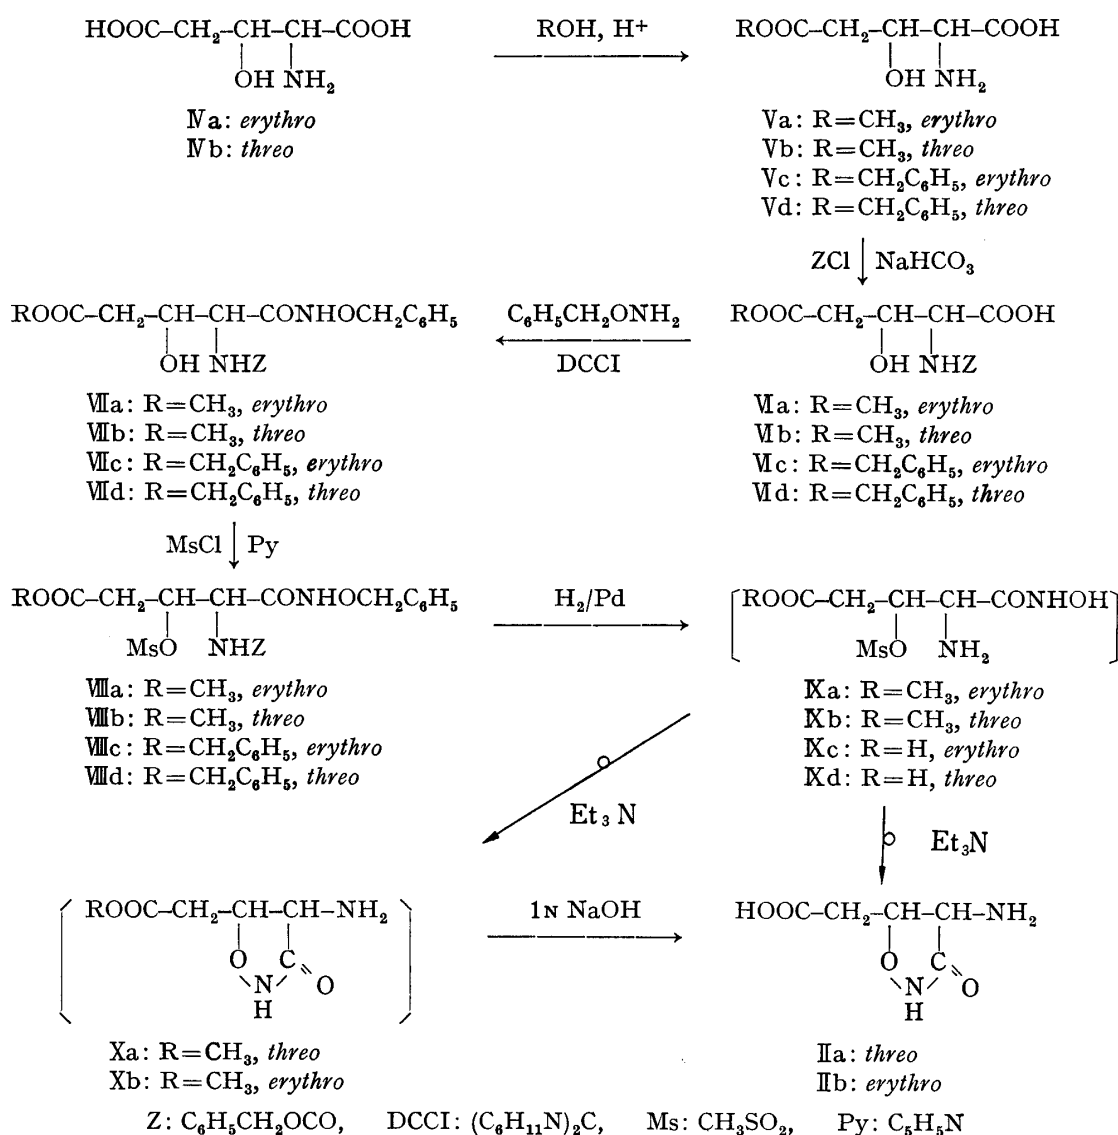 HOOC–CH₂–CH–CH–COOH
OH NH₂
Ⅳa: erythro
Ⅳb: threo
ROH, H⁺
ROOC–CH₂–CH–CH–COOH
OH NH₂
Ⅴa: R=CH₃, erythro
Ⅴb: R=CH₃, threo
Ⅴc: R=CH₂C₆H₅, erythro
Ⅴd: R=CH₂C₆H₅, threo
ZCl NaHCO₃
ROOC–CH₂–CH–CH–COOH
OH NHZ
Ⅵa: R=CH₃, erythro
Ⅵb: R=CH₃, threo
Ⅵc: R=CH₂C₆H₅, erythro
Ⅵd: R=CH₂C₆H₅, threo
C₆H₅CH₂ONH₂
DCCI
ROOC–CH₂–CH–CH–CONHOCH₂C₆H₅
OH NHZ
Ⅶa: R=CH₃, erythro
Ⅶb: R=CH₃, threo
Ⅶc: R=CH₂C₆H₅, erythro
Ⅶd: R=CH₂C₆H₅, threo
MsCl Py
ROOC–CH₂–CH–CH–CONHOCH₂C₆H₅
MsO NHZ
Ⅷa: R=CH₃, erythro
Ⅷb: R=CH₃, threo
Ⅷc: R=CH₂C₆H₅, erythro
Ⅷd: R=CH₂C₆H₅, threo
H₂/Pd
ROOC–CH₂–CH–CH–CONHOH
MsO NH₂
Ⅸa: R=CH₃, erythro
Ⅸb: R=CH₃, threo
Ⅸc: R=H, erythro
Ⅸd: R=H, threo
Et₃N
Et₃N
ROOC–CH₂–CH–CH–NH₂
O C
N O
H
Xa: R=CH₃, threo
Xb: R=CH₃, erythro
1N NaOH
HOOC–CH₂–CH–CH–NH₂
O C
N O
H
Ⅱa: threo
Ⅱb: erythro
Z: C₆H₅CH₂OCO, DCCI: (C₆H₁₁N)₂C, Ms: CH₃SO₂, Py: C₅H₅N